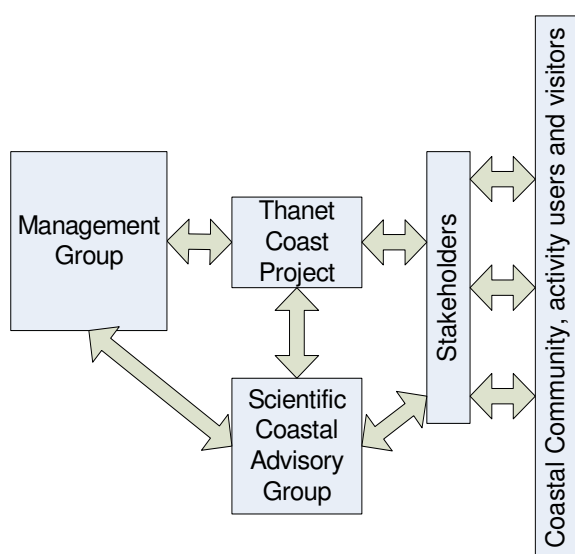 Management
Group
Thanet
Coast
Project
Scientific
Coastal
Advisory
Group
Stakeholders
Coastal Community, activity users and visitors